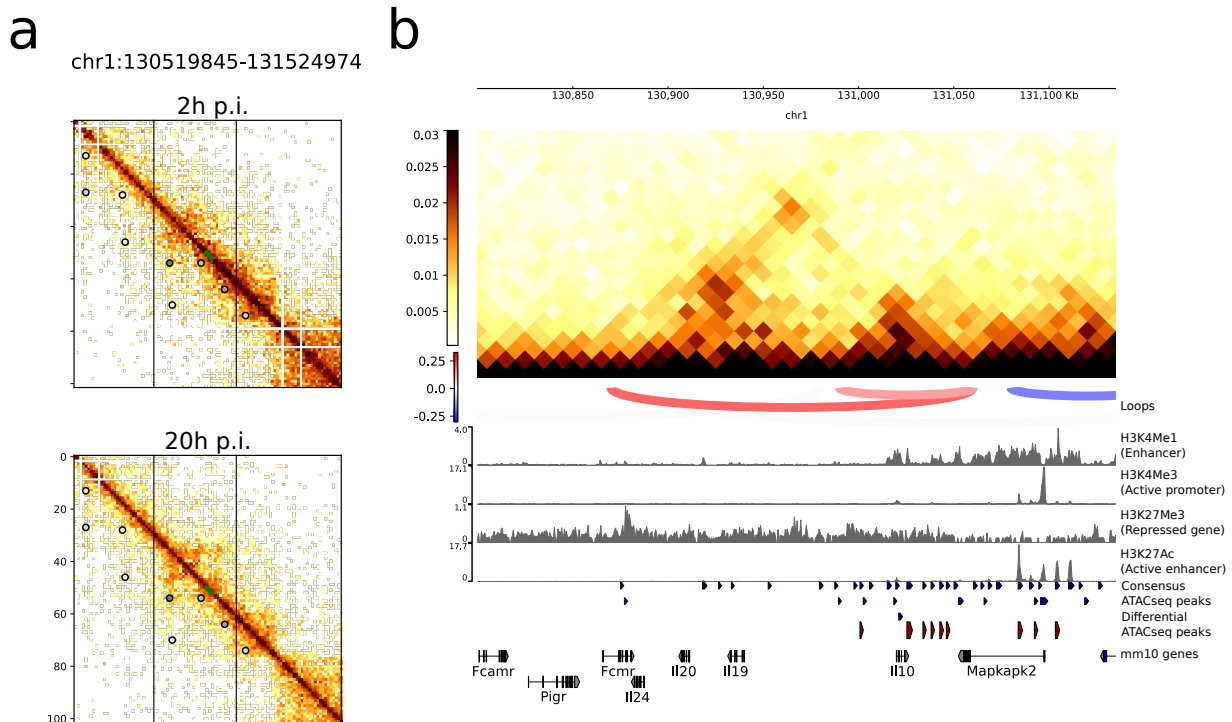 a
b
chr1:130519845-131524974
2h p.i.
20h p.i.
0
20
40
60
80
100
130,850 130,900 130,950 131,000 131,050 131,100 Kb
chr1
0.03
0.025
0.02
0.015
0.01
0.005
0.25
0.0
-0.25
Loops
4.0
0
H3K4Me1
(Enhancer)
17.1
0
H3K4Me3
(Active promoter)
1.1
0
H3K27Me3
(Repressed gene)
17.7
0
H3K27Ac
(Active enhancer)
Consensus
ATACseq peaks
Differential
ATACseq peaks
mm10 genes
Fcamr Fcmr Il20 Il19 Il10 Mapkapk2
Pigr Il24